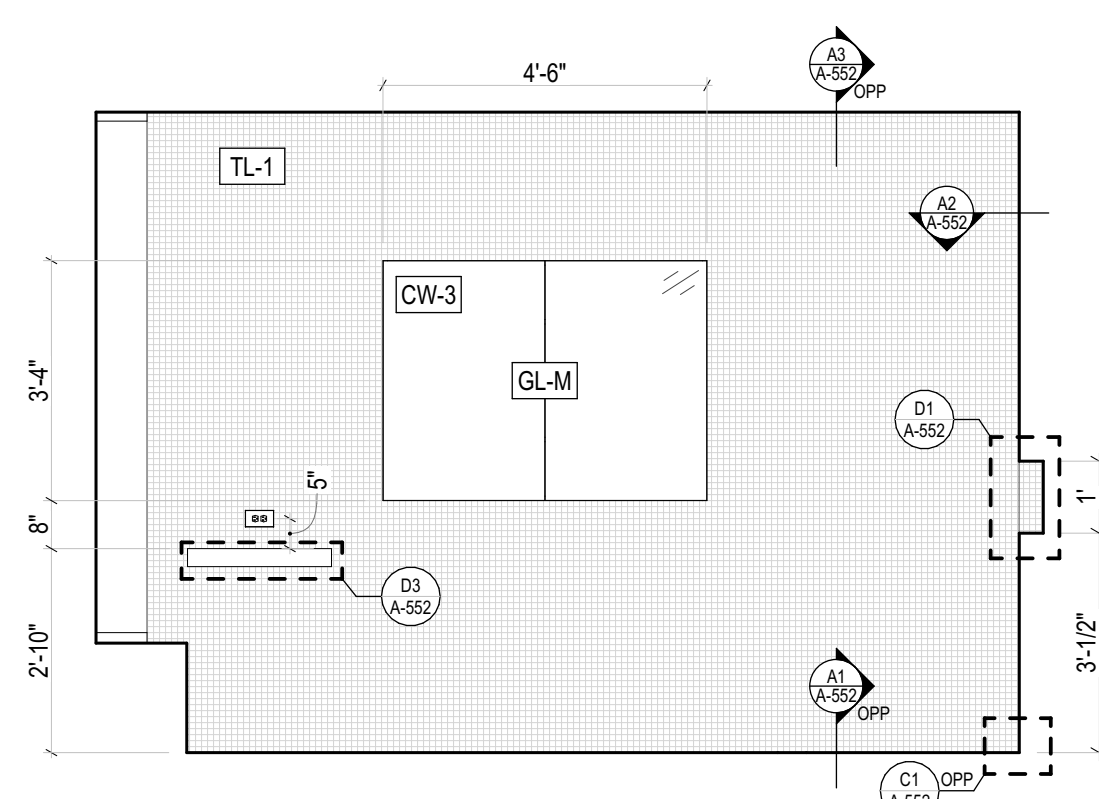 A3
A-552
OPP
4'-6"
TL-1
A2
A-552
CW-3
GL-M
3'-4"
D1
A-552
5"
8"
1'
D3
A-552
2'-10"
3'-1/2"
A1
A-552
OPP
C1
OPP